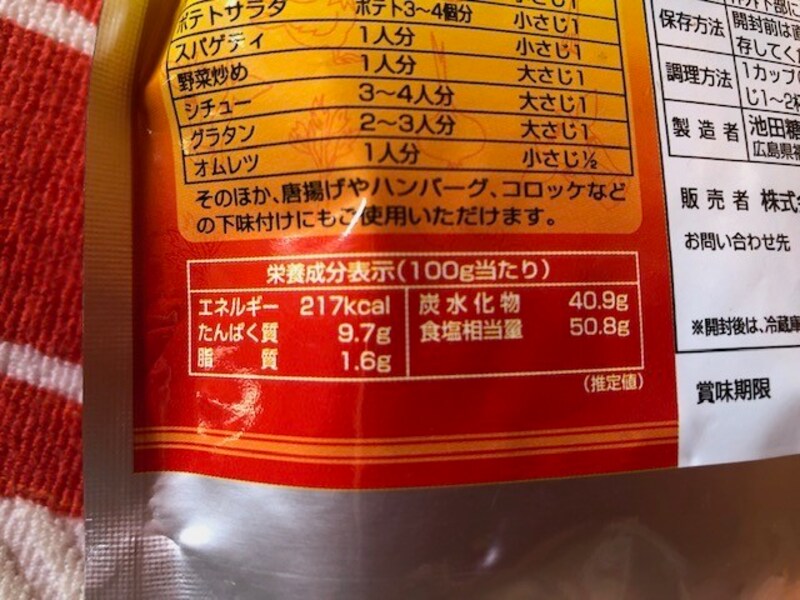 ポテトサラダ ポテト3〜4個分 小さじ1
スパゲティ 1人分 小さじ1
野菜炒め 1人分 大さじ1
シチュー 3〜4人分 大さじ1
グラタン 2〜3人分 大さじ1
オムレツ 1人分 小さじ½
そのほか、唐揚げやハンバーグ、コロッケなど
の下味付けにもご使用いただけます。
栄養成分表示(100g当たり)
エネルギー 217kcal 炭水化物 40.9g
たんぱく質 9.7g 食塩相当量 50.8g
脂質 1.6g
(推定値)
保存方法 開封前は直
存してく
調理方法 1カップ
じ1〜2
製造者 池田糖
広島県福
販売者 株式
お問い合わせ先
※開封後は、冷蔵庫
賞味期限